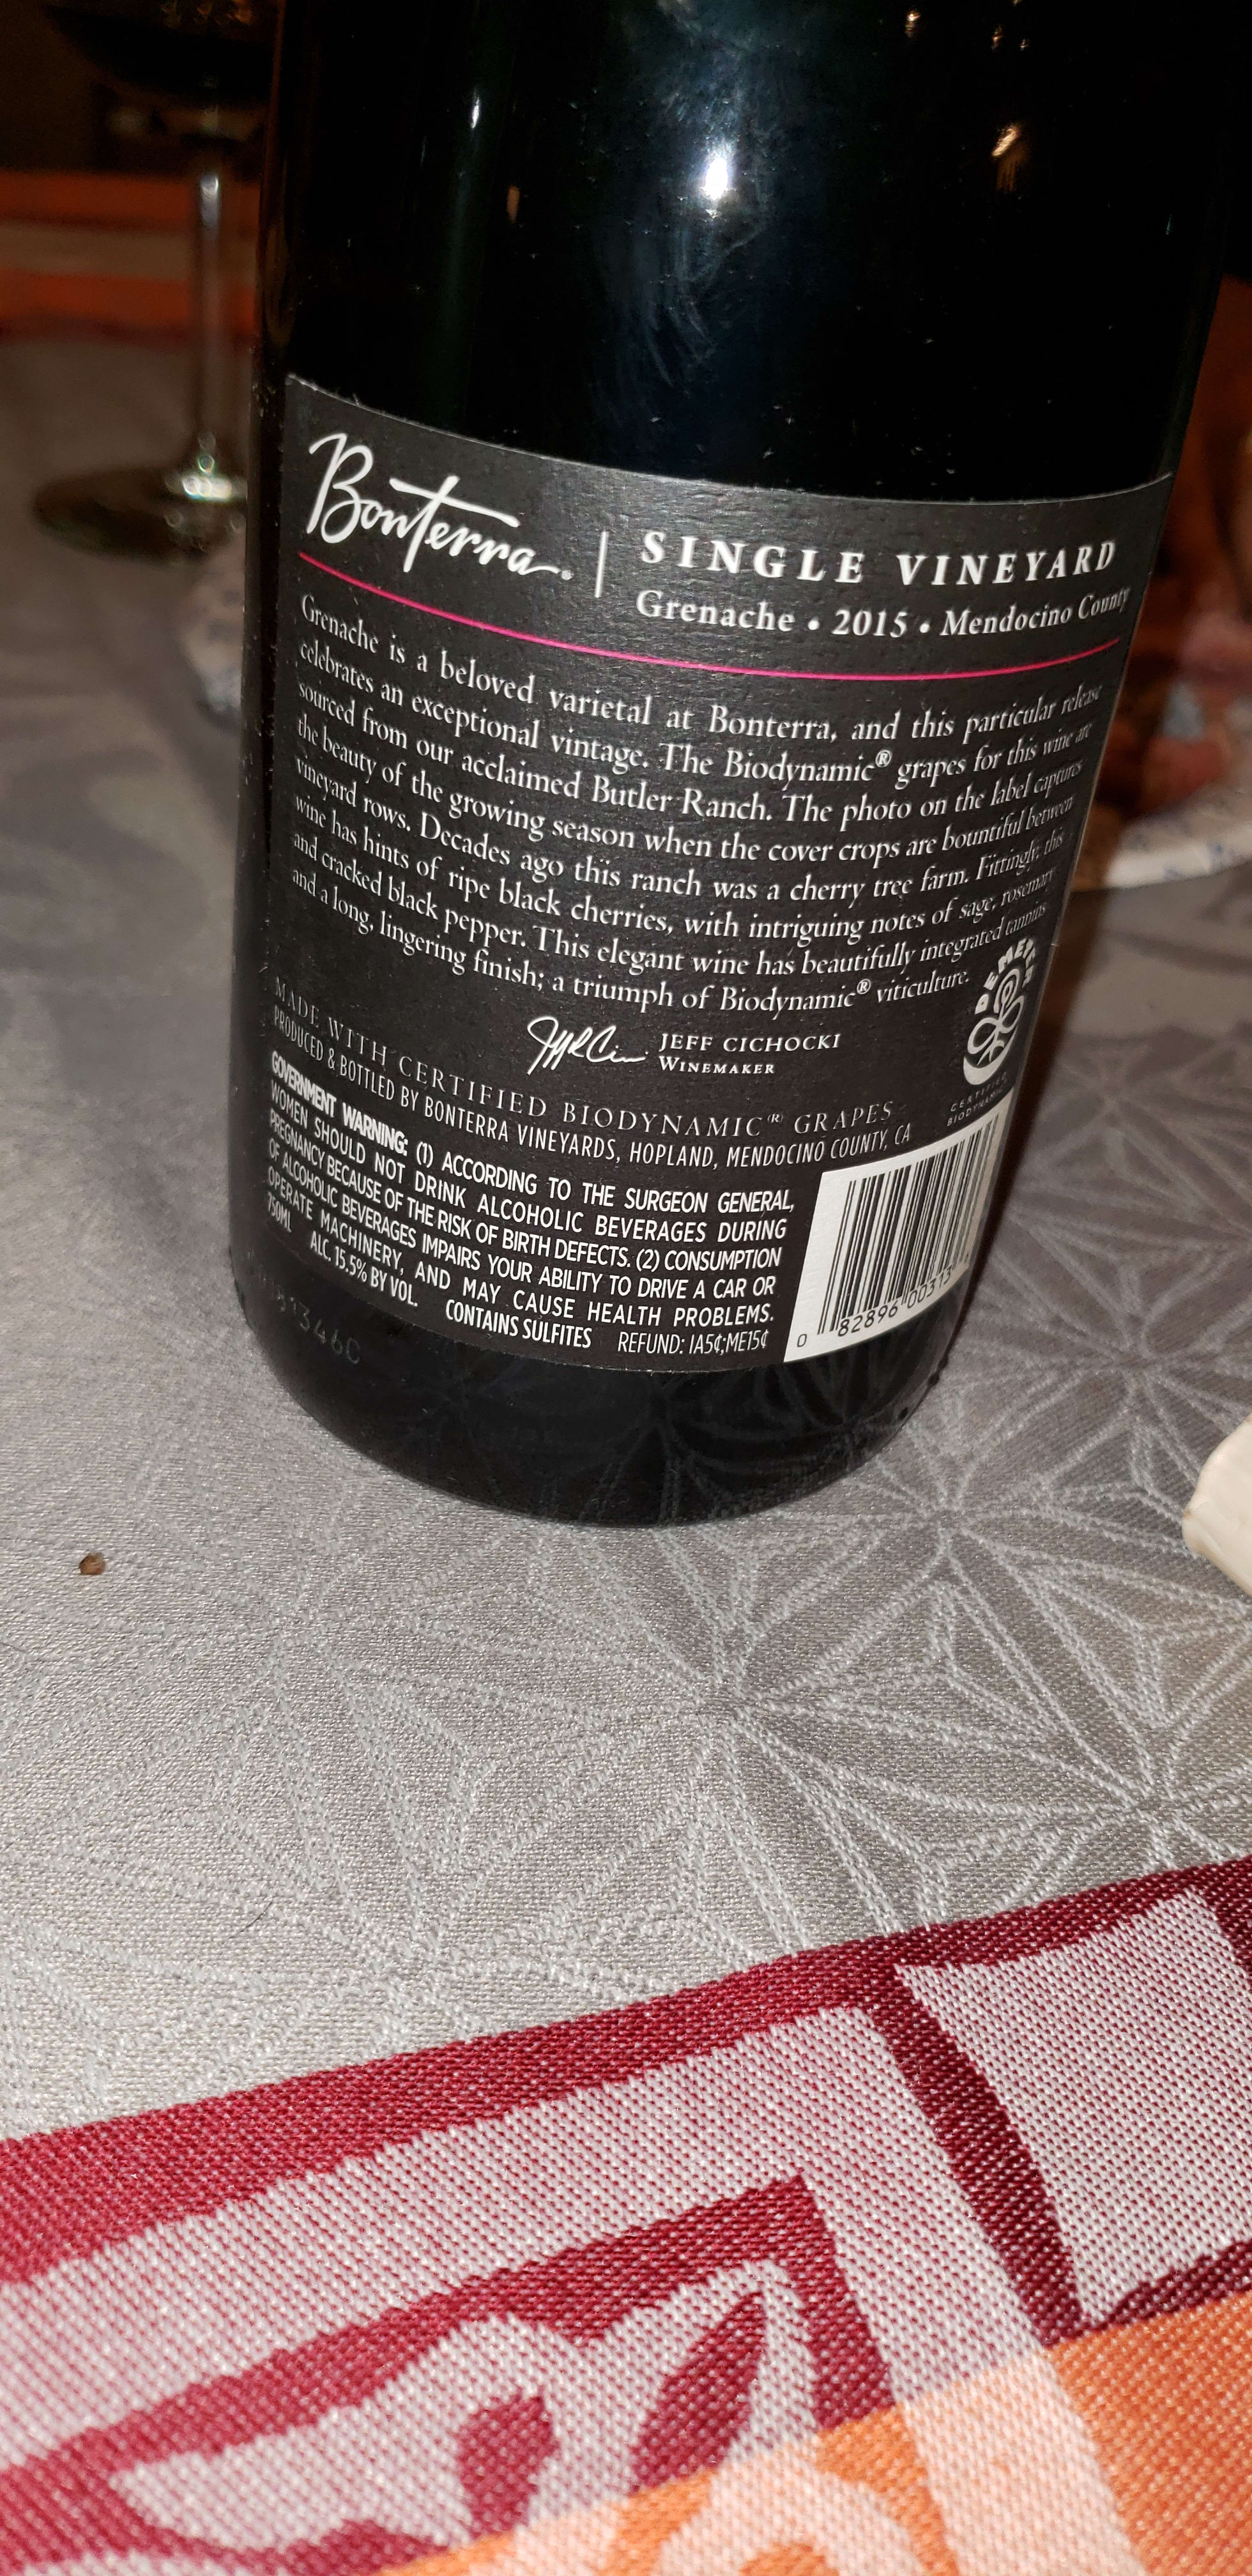 Bonterra® | SINGLE VINEYARD
Grenache • 2015 • Mendocino County
Grenache is a beloved varietal at Bonterra, and this particular release
celebrates an exceptional vintage. The Biodynamic® grapes for this wine are
sourced from our acclaimed Butler Ranch. The photo on the label captures
the beauty of the growing season when the cover crops are bountiful between
vineyard rows. Decades ago this ranch was a cherry tree farm. Fittingly, this
wine has hints of ripe black cherries, with intriguing notes of sage, rosemary
and cracked black pepper. This elegant wine has beautifully integrated tannins
and a long, lingering finish; a triumph of Biodynamic® viticulture.
JEFF CICHOCKI
WINEMAKER
DEMETER
CERTIFIED
BIODYNAMIC
MADE WITH CERTIFIED BIODYNAMIC® GRAPES
PRODUCED & BOTTLED BY BONTERRA VINEYARDS, HOPLAND, MENDOCINO COUNTY, CA
GOVERNMENT WARNING: (1) ACCORDING TO THE SURGEON GENERAL,
WOMEN SHOULD NOT DRINK ALCOHOLIC BEVERAGES DURING
PREGNANCY BECAUSE OF THE RISK OF BIRTH DEFECTS. (2) CONSUMPTION
OF ALCOHOLIC BEVERAGES IMPAIRS YOUR ABILITY TO DRIVE A CAR OR
OPERATE MACHINERY, AND MAY CAUSE HEALTH PROBLEMS.
750ML ALC. 15.5% BY VOL. CONTAINS SULFITES REFUND: IA5¢;ME15¢
0 82896 00313